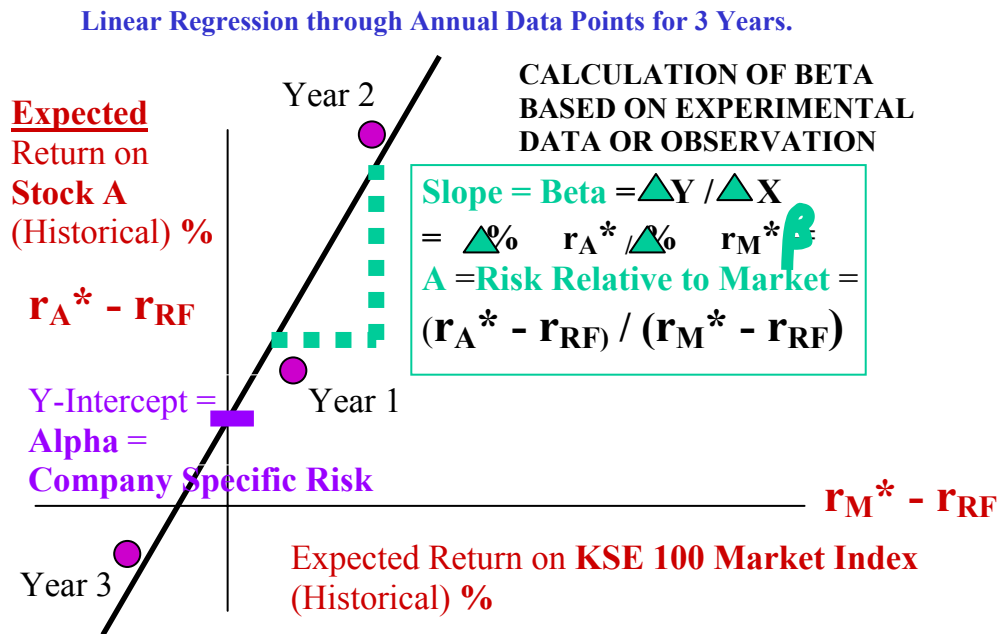 Linear Regression through Annual Data Points for 3 Years.
Year 2
CALCULATION OF BETA
BASED ON EXPERIMENTAL
DATA OR OBSERVATION
Expected
Return on
Stock A
(Historical) %
rA* - rRF
Slope = Beta = △Y / △ X
= △% rA* / △% rM* β =
A =Risk Relative to Market =
(rA* - rRF) / (rM* - rRF)
Year 1
Y-Intercept =
Alpha =
Company Specific Risk
rM* - rRF
Year 3
Expected Return on KSE 100 Market Index
(Historical) %